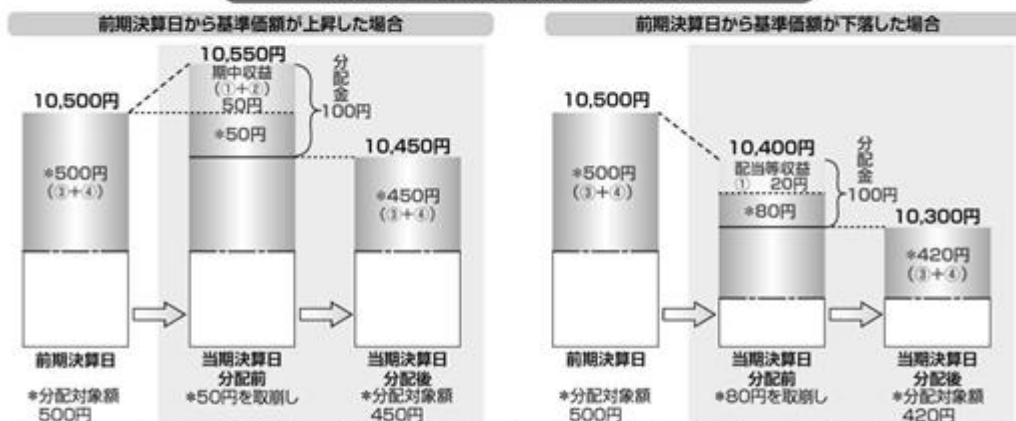 前期決算日から基準価額が上昇した場合
10,550円
期中収益
(①+②)
50円
*50円
分配金
100円
10,500円
*500円
(③+④)
10,450円
*450円
(③+④)
前期決算日
当期決算日
分配前
当期決算日
分配後
*分配対象額
500円
*50円を取崩し
*分配対象額
450円
前期決算日から基準価額が下落した場合
10,500円
*500円
(③+④)
10,400円
配当等収益
① 20円
*80円
分配金
100円
10,300円
*420円
(③+④)
前期決算日
当期決算日
分配前
当期決算日
分配後
*分配対象額
500円
*80円を取崩し
*分配対象額
420円